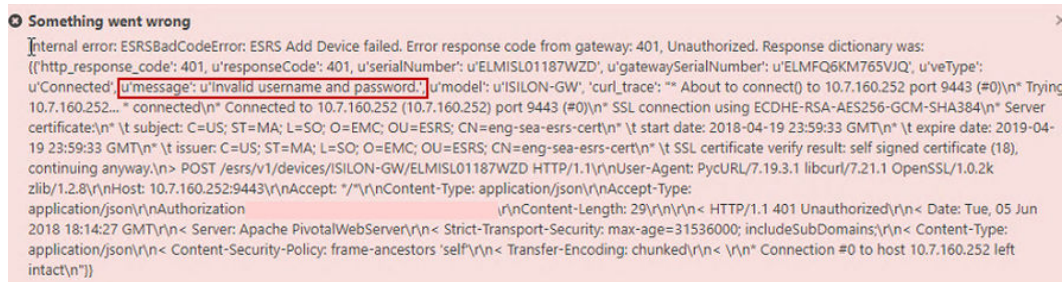 Something went wrong
Internal error: ESRSBadCodeError: ESRS Add Device failed. Error response code from gateway: 401, Unauthorized. Response dictionary was:
{{'http_response_code': 401, u'responseCode': 401, u'serialNumber': u'ELMISL01187WZD', u'gatewaySerialNumber': u'ELMFQ6KM765VJQ', u'veType':
u'Connected', u'message': u'Invalid username and password.', u'model': u'ISILON-GW', 'curl_trace': "* About to connect() to 10.7.160.252 port 9443 (#0)\n* Trying
10.7.160.252... * connected\n* Connected to 10.7.160.252 (10.7.160.252) port 9443 (#0)\n* SSL connection using ECDHE-RSA-AES256-GCM-SHA384\n* Server
certificate:\n* \t subject: C=US; ST=MA; L=SO; O=EMC; OU=ESRS; CN=eng-sea-esrs-cert\n* \t start date: 2018-04-19 23:59:33 GMT\n* \t expire date: 2019-04-
19 23:59:33 GMT\n* \t issuer: C=US; ST=MA; L=SO; O=EMC; OU=ESRS; CN=eng-sea-esrs-cert\n* \t SSL certificate verify result: self signed certificate (18),
continuing anyway.\n> POST /esrs/v1/devices/ISILON-GW/ELMISL01187WZD HTTP/1.1\r\nUser-Agent: PycURL/7.19.3.1 libcurl/7.21.1 OpenSSL/1.0.2k
zlib/1.2.8\r\nHost: 10.7.160.252:9443\r\nAccept: */*\r\nContent-Type: application/json\r\nAccept-Type:
application/json\r\nAuthorization \r\nContent-Length: 29\r\n\r\n< HTTP/1.1 401 Unauthorized\r\n< Date: Tue, 05 Jun
2018 18:14:27 GMT\r\n< Server: Apache PivotalWebServer\r\n< Strict-Transport-Security: max-age=31536000; includeSubDomains;\r\n< Content-Type:
application/json\r\n< Content-Security-Policy: frame-ancestors 'self'\r\n< Transfer-Encoding: chunked\r\n< \r\n* Connection #0 to host 10.7.160.252 left
intact\n"}}